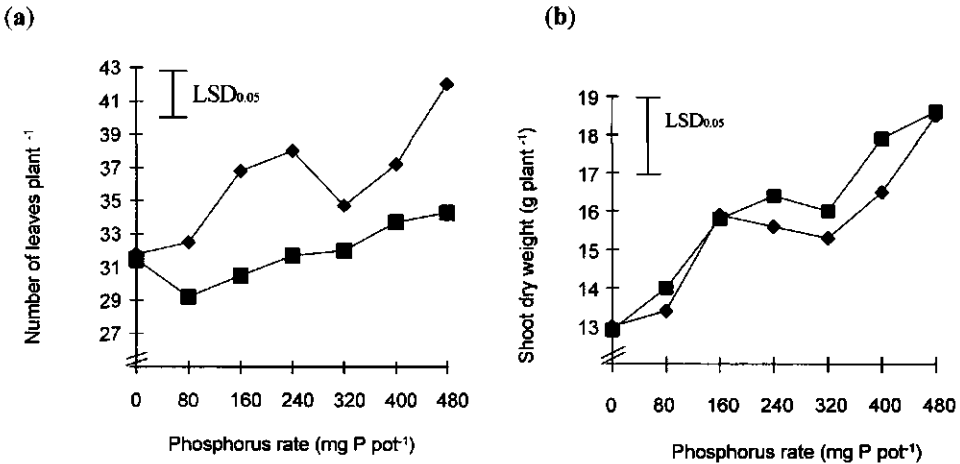 (a)
43
41
39
37
35
33
31
29
27
LSD0.05
Number of leaves plant -1
0 80 160 240 320 400 480
Phosphorus rate (mg P pot-1)
(b)
19
18
17
16
15
14
13
LSD0.05
Shoot dry weight (g plant -1)
0 80 160 240 320 400 480
Phosphorus rate (mg P pot-1)